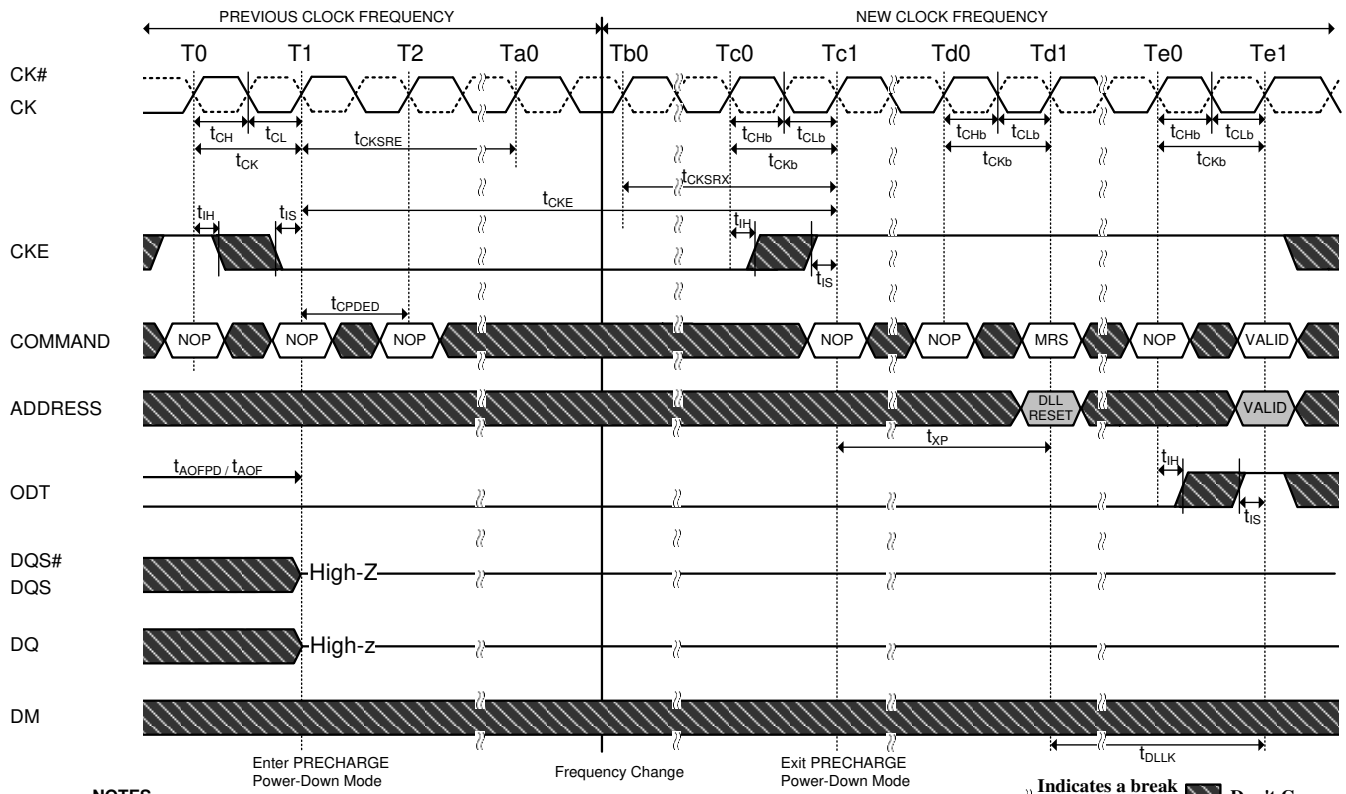 PREVIOUS CLOCK FREQUENCY NEW CLOCK FREQUENCY
T0 T1 T2 Ta0 Tb0 Tc0 Tc1 Td0 Td1 Te0 Te1
CK#
CK
tCH tCL tCHb tCLb tCHb tCLb tCHb tCLb
tCK tCKSRE tCKb tCKb tCKb
tCKSRX
tCKE
tIH tIS tIH
CKE
tIS
tCPDED
COMMAND NOP NOP NOP NOP NOP MRS NOP VALID
ADDRESS DLL RESET VALID
tXP
tAOFPD / tAOF tIH
ODT
tIS
DQS#
DQS High-Z
DQ High-z
DM
tDLLK
Enter PRECHARGE
Power-Down Mode
Frequency Change
Exit PRECHARGE
Power-Down Mode
Indicates a break